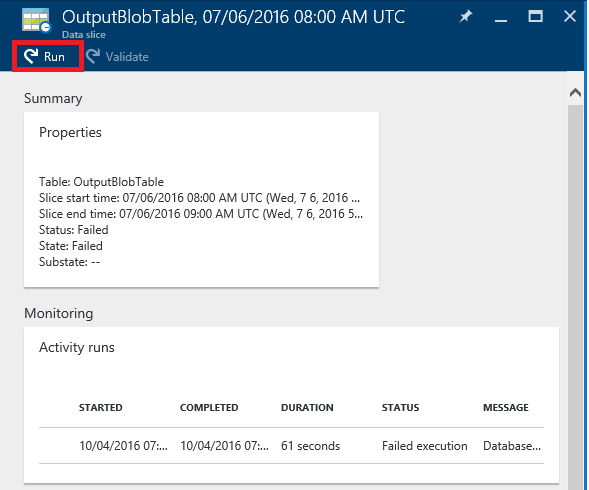 OutputBlobTable, 07/06/2016 08:00 AM UTC
Data slice
Run Validate
Summary
Properties
Table: OutputBlobTable
Slice start time: 07/06/2016 08:00 AM UTC (Wed, 7 6, 2016 ...
Slice end time: 07/06/2016 09:00 AM UTC (Wed, 7 6, 2016 5...
Status: Failed
State: Failed
Substate: --
Monitoring
Activity runs
STARTED COMPLETED DURATION STATUS MESSAGE
10/04/2016 07:... 10/04/2016 07:... 61 seconds Failed execution Database...